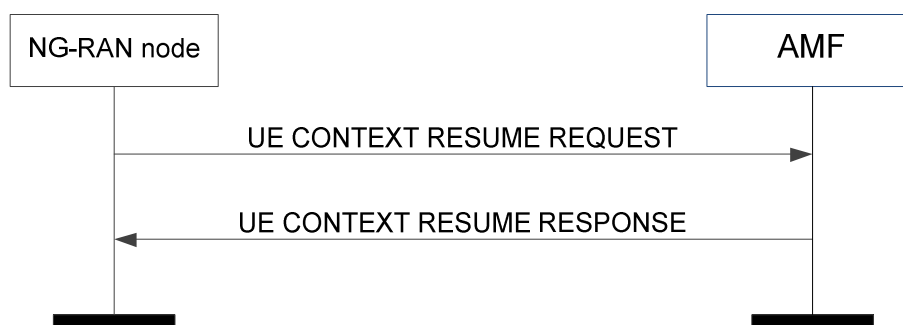 NG-RAN node
AMF
UE CONTEXT RESUME REQUEST
UE CONTEXT RESUME RESPONSE